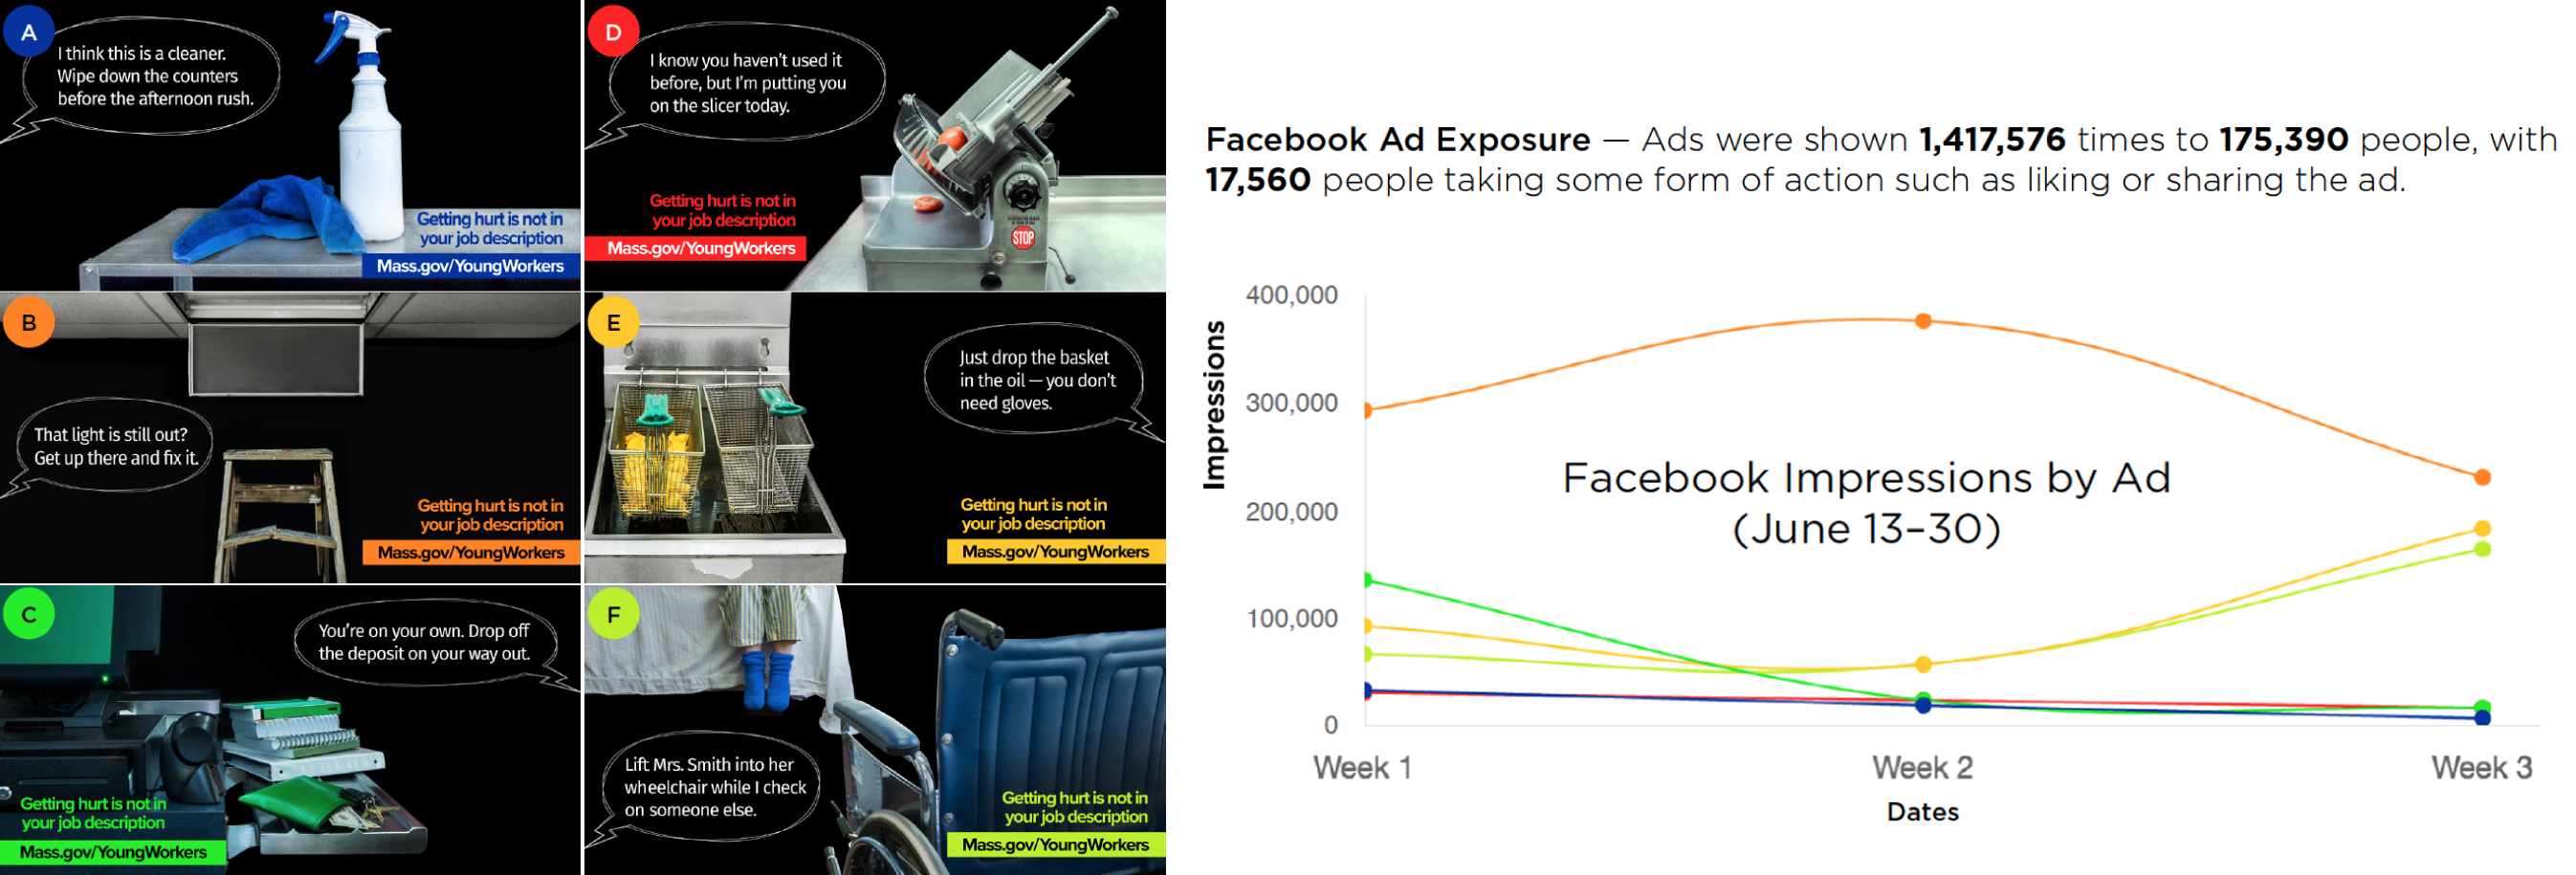 A
I think this is a cleaner.
Wipe down the counters
before the afternoon rush.
Getting hurt is not in
your job description
Mass.gov/YoungWorkers
B
That light is still out?
Get up there and fix it.
Getting hurt is not in
your job description
Mass.gov/YoungWorkers
C
You're on your own. Drop off
the deposit on your way out.
Getting hurt is not in
your job description
Mass.gov/YoungWorkers
D
I know you haven't used it
before, but I'm putting you
on the slicer today.
Getting hurt is not in
your job description
Mass.gov/YoungWorkers
STOP
E
Just drop the basket
in the oil — you don't
need gloves.
Getting hurt is not in
your job description
Mass.gov/YoungWorkers
F
Lift Mrs. Smith into her
wheelchair while I check
on someone else.
Getting hurt is not in
your job description
Mass.gov/YoungWorkers
Facebook Ad Exposure — Ads were shown 1,417,576 times to 175,390 people, with
17,560 people taking some form of action such as liking or sharing the ad.
Facebook Impressions by Ad
(June 13–30)
Impressions
400,000
300,000
200,000
100,000
0
Week 1
Week 2
Week 3
Dates